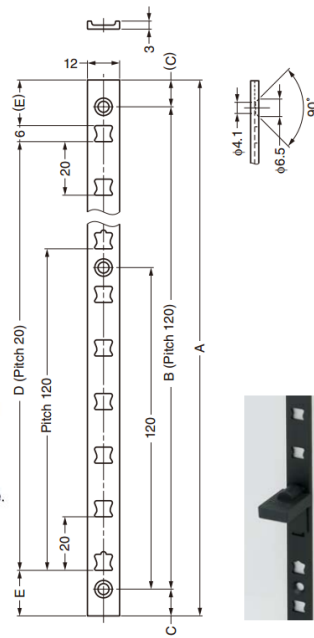 3
12
(C)
(E)
6
20
φ4.1
φ6.5
90°
D (Pitch 20)
Pitch 120
B (Pitch 120)
A
120
20
E
C